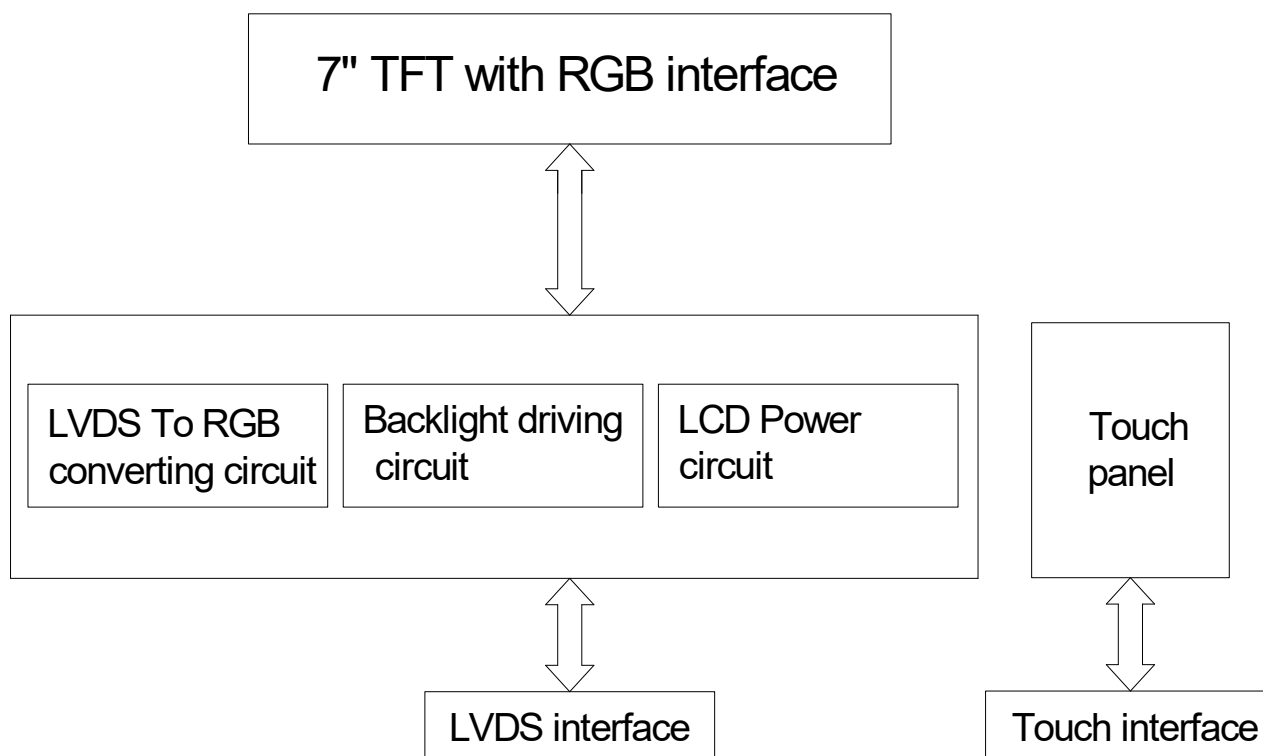 7" TFT with RGB interface
LVDS To RGB
converting circuit
Backlight driving
circuit
LCD Power
circuit
Touch
panel
LVDS interface
Touch interface